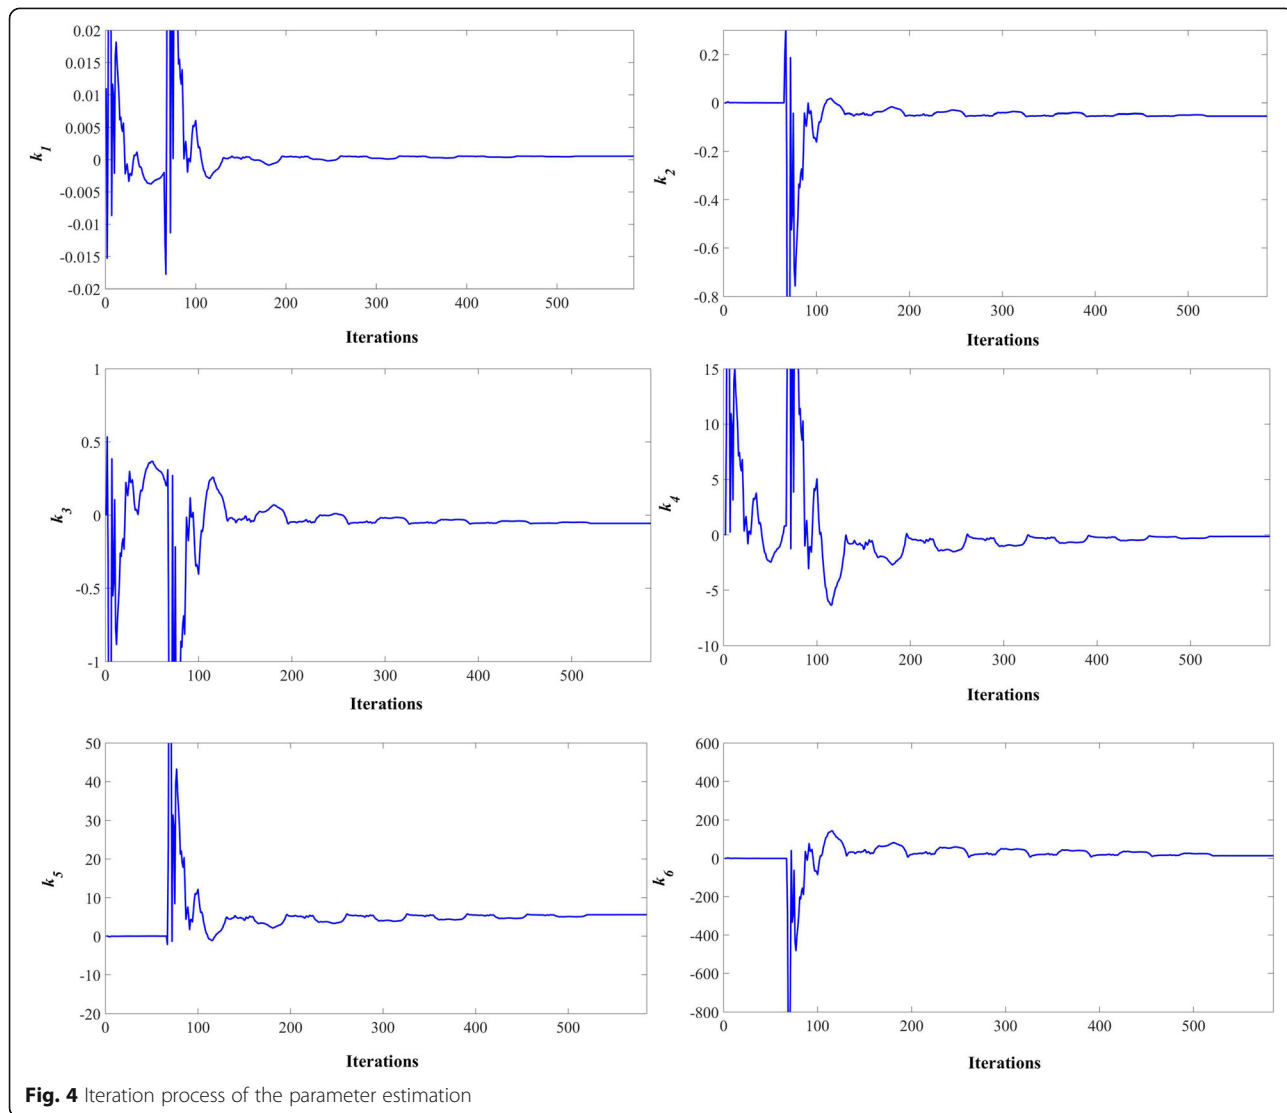 0.02
0.015
0.01
0.005
0
-0.005
-0.01
-0.015
-0.02
k1
0 100 200 300 400 500
Iterations
0.2
0
-0.2
-0.4
-0.6
-0.8
k2
0 100 200 300 400 500
Iterations
1
0.5
0
-0.5
-1
k3
0 100 200 300 400 500
Iterations
15
10
5
0
-5
-10
k4
0 100 200 300 400 500
Iterations
50
40
30
20
10
0
-10
-20
k5
0 100 200 300 400 500
Iterations
600
400
200
0
-200
-400
-600
-800
k6
0 100 200 300 400 500
Iterations
Fig. 4 Iteration process of the parameter estimation